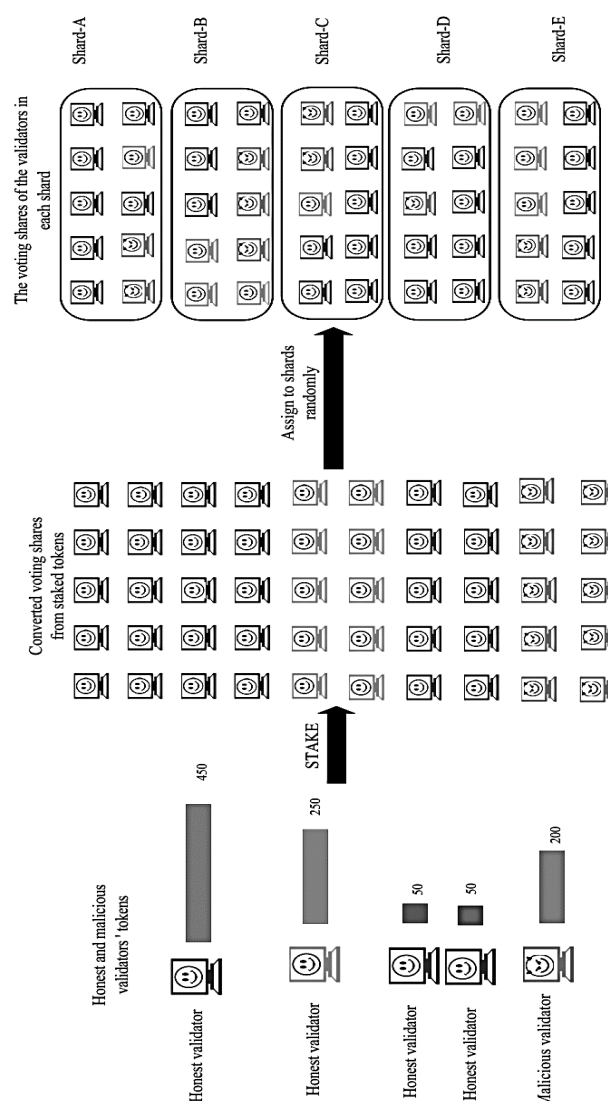 Honest and malicious
validators' tokens
Converted voting shares
from staked tokens
The voting shares of the validators in
each shard
Honest validator
450
Honest validator
250
Honest validator
50
Honest validator
50
Malicious validator
200
STAKE
Assign to shards
randomly
Shard-A
Shard-B
Shard-C
Shard-D
Shard-E